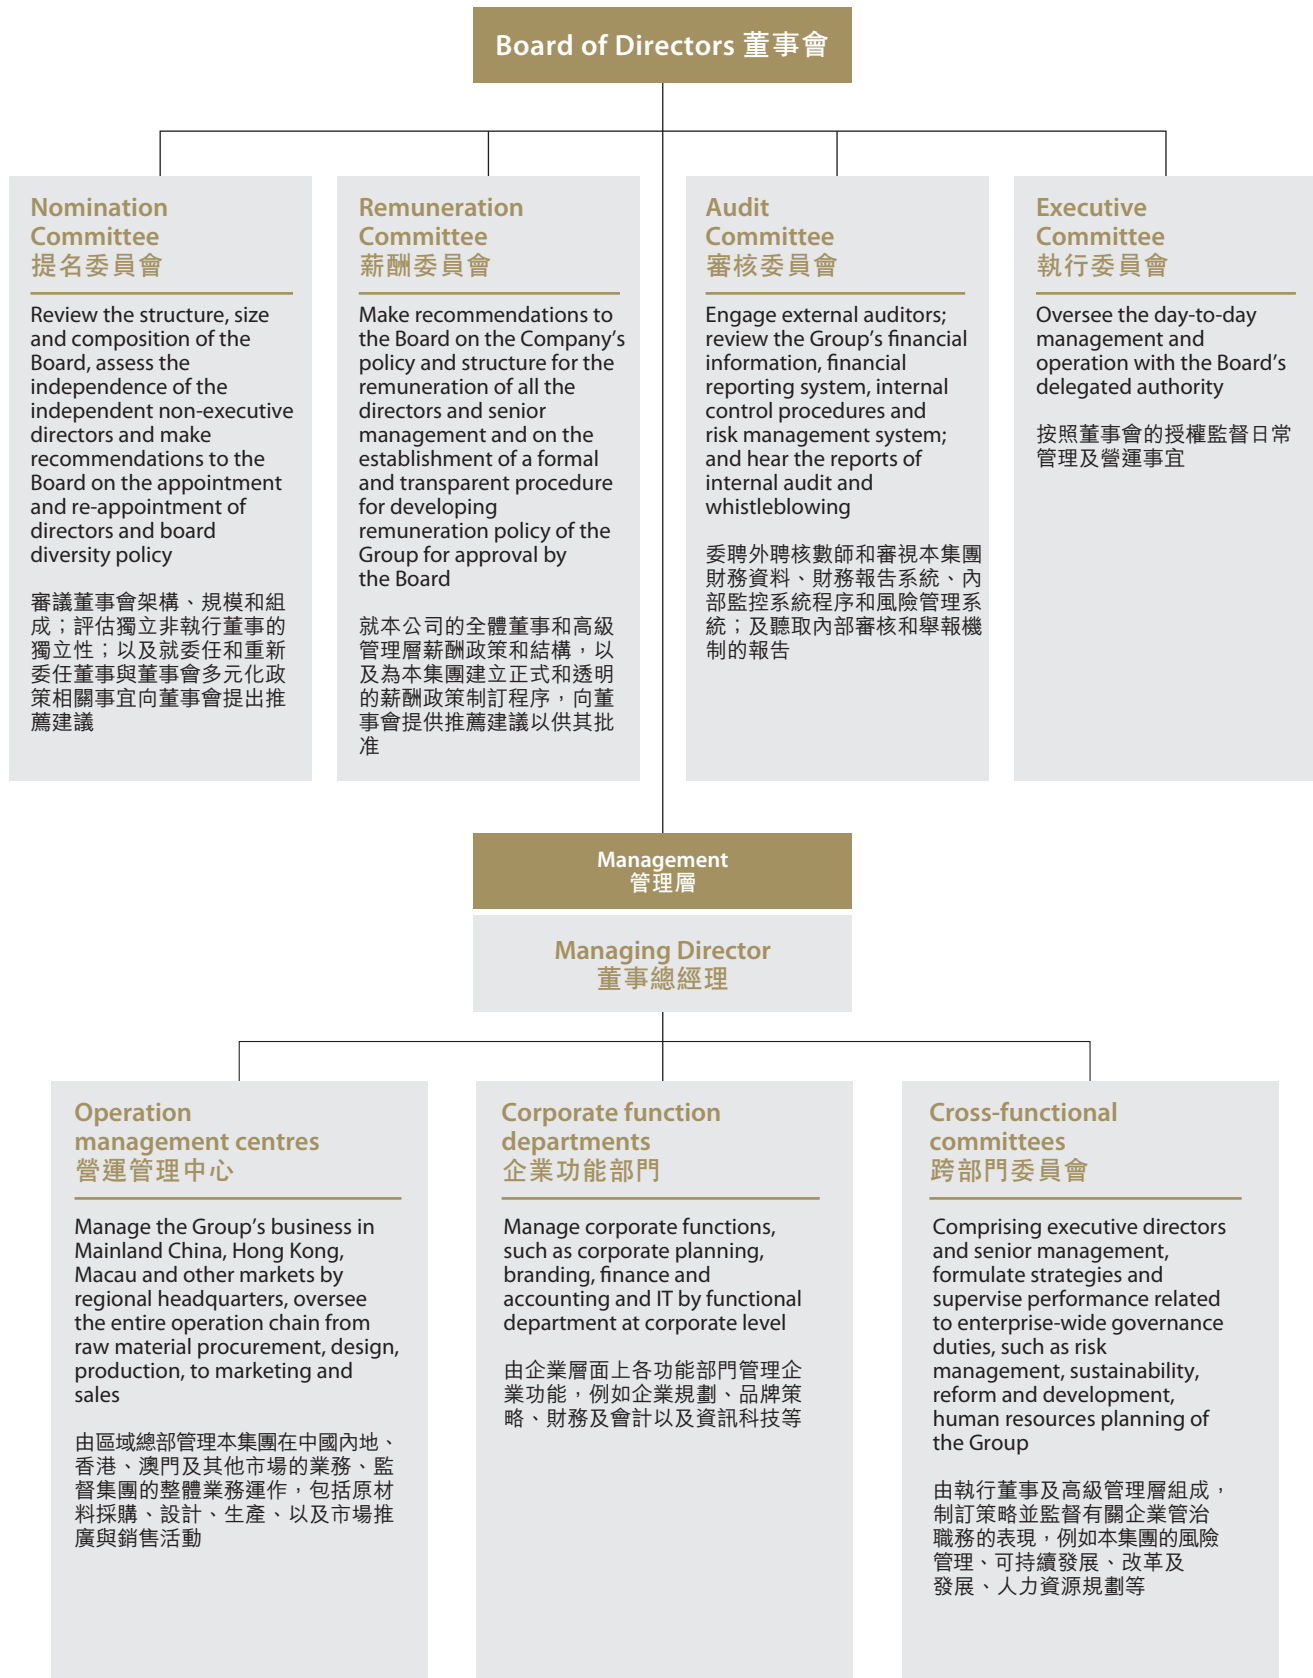 Board of Directors 董事會
Nomination
Committee
提名委員會
Review the structure, size
and composition of the
Board, assess the
independence of the
independent non-executive
directors and make
recommendations to the
Board on the appointment
and re-appointment of
directors and board
diversity policy
審議董事會架構、規模和組
成；評估獨立非執行董事的
獨立性；以及就委任和重新
委任董事與董事會多元化政
策相關事宜向董事會提出推
薦建議
Remuneration
Committee
薪酬委員會
Make recommendations to
the Board on the Company’s
policy and structure for the
remuneration of all the
directors and senior
management and on the
establishment of a formal
and transparent procedure
for developing
remuneration policy of the
Group for approval by
the Board
就本公司的全體董事和高級
管理層薪酬政策和結構，以
及為本集團建立正式和透明
的薪酬政策制訂程序，向董
事會提供推薦建議以供其批
准
Audit
Committee
審核委員會
Engage external auditors;
review the Group’s financial
information, financial
reporting system, internal
control procedures and
risk management system;
and hear the reports of
internal audit and
whistleblowing
委聘外聘核數師和審視本集團
財務資料、財務報告系統、內
部監控系統程序和風險管理系
統；及聽取內部審核和舉報機
制的報告
Executive
Committee
執行委員會
Oversee the day-to-day
management and
operation with the Board’s
delegated authority
按照董事會的授權監督日常
管理及營運事宜
Management
管理層
Managing Director
董事總經理
Operation
management centres
營運管理中心
Manage the Group’s business in
Mainland China, Hong Kong,
Macau and other markets by
regional headquarters, oversee
the entire operation chain from
raw material procurement, design,
production, to marketing and
sales
由區域總部管理本集團在中國內地、
香港、澳門及其他市場的業務、監
督集團的整體業務運作，包括原材
料採購、設計、生產、以及市場推
廣與銷售活動
Corporate function
departments
企業功能部門
Manage corporate functions,
such as corporate planning,
branding, finance and
accounting and IT by functional
department at corporate level
由企業層面上各功能部門管理企
業功能，例如企業規劃、品牌策
略、財務及會計以及資訊科技等
Cross-functional
committees
跨部門委員會
Comprising executive directors
and senior management,
formulate strategies and
supervise performance related
to enterprise-wide governance
duties, such as risk
management, sustainability,
reform and development,
human resources planning of
the Group
由執行董事及高級管理層組成，
制訂策略並監督有關企業管治
職務的表現，例如本集團的風險
管理、可持續發展、改革及
發展、人力資源規劃等